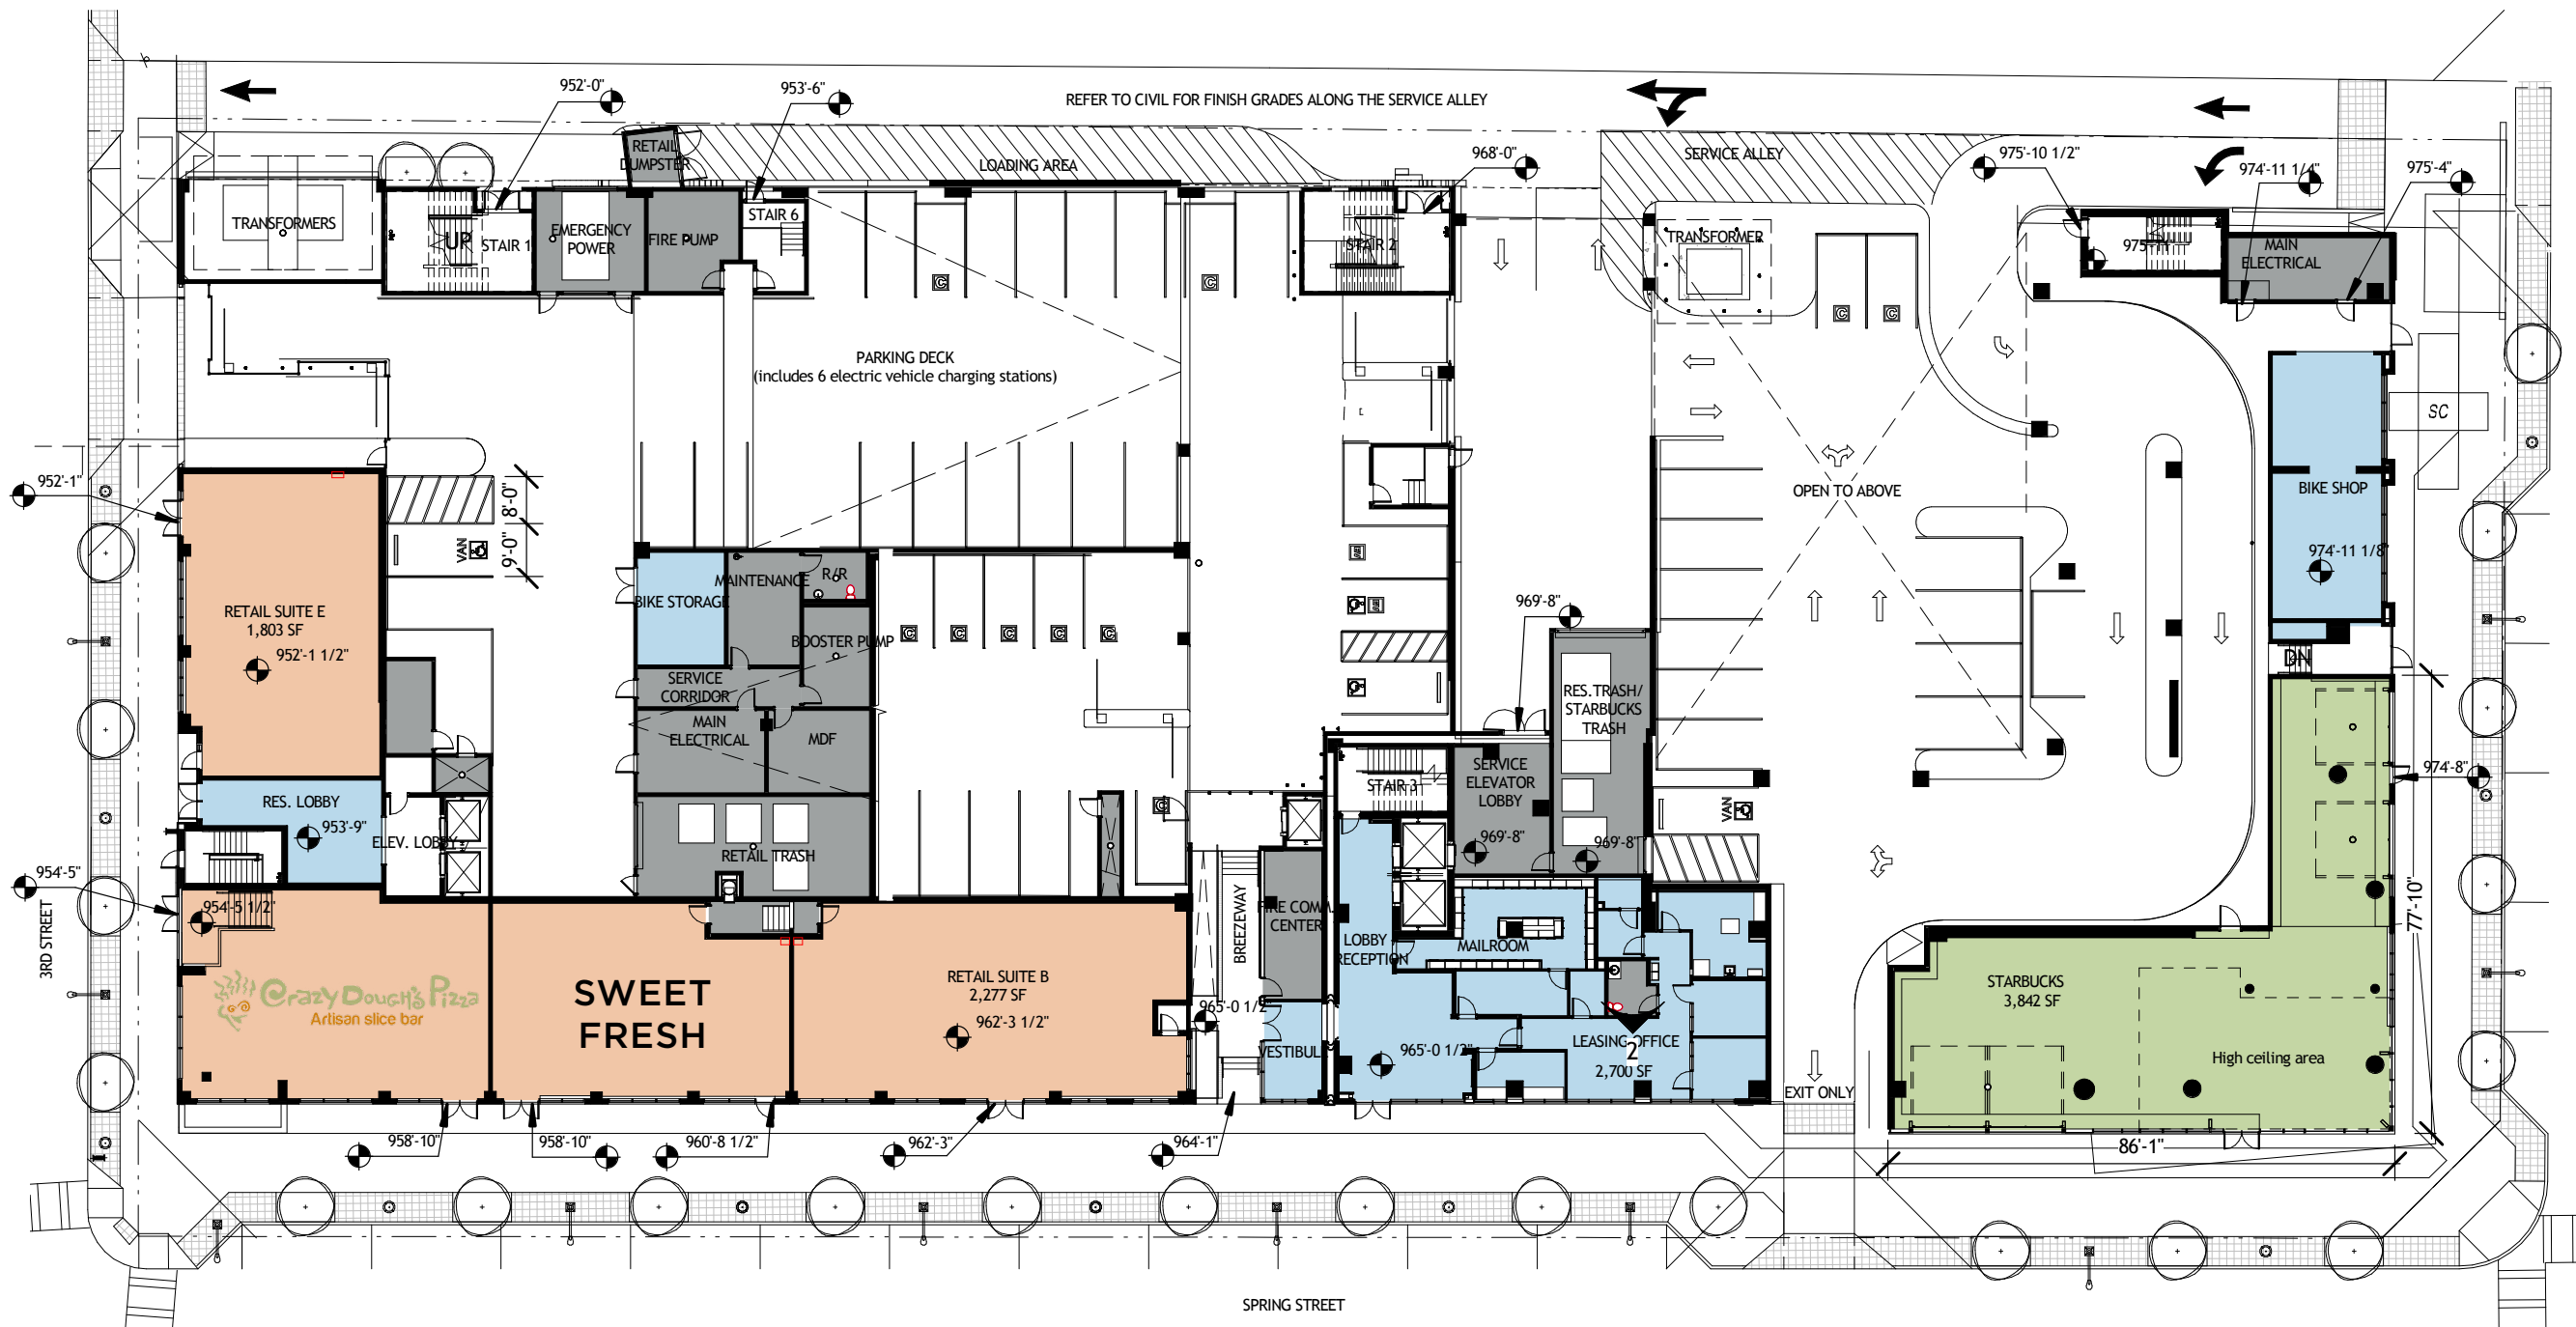 952'-0"
953'-6"
REFER TO CIVIL FOR FINISH GRADES ALONG THE SERVICE ALLEY
RETAIL
DUMPSTER
LOADING AREA
968'-0"
SERVICE ALLEY
975'-10 1/2"
974'-11 1/4"
975'-4"
TRANSFORMERS
UP
STAIR 1
EMERGENCY
POWER
FIRE PUMP
STAIR 6
STAIR 2
TRANSFORMER
MAIN
ELECTRICAL
C
C
C
C
PARKING DECK
(includes 6 electric vehicle charging stations)
SC
952'-1"
8'-0"
9'-0"
VAN
OPEN TO ABOVE
BIKE SHOP
974'-11 1/8"
RETAIL SUITE E
1,803 SF
952'-1 1/2"
BIKE STORAGE
MAINTENANCE
R/R
BOOSTER PUMP
C
C
C
C
C
969'-8"
SERVICE
CORRIDOR
MAIN
ELECTRICAL
MDF
RES.TRASH/
STARBUCKS
TRASH
DN
RES. LOBBY
953'-9"
ELEV. LOBBY
RETAIL TRASH
C
STAIR 3
SERVICE
ELEVATOR
LOBBY
969'-8"
969'-8"
VAN
974'-8"
77'-10"
954'-5"
954'-5 1/2"
3RD STREET
BREEZEWAY
FIRE COMM.
CENTER
LOBBY
RECEPTION
MAILROOM
Crazy Dough's Pizza
Artisan slice bar
SWEET
FRESH
RETAIL SUITE B
2,277 SF
962'-3 1/2"
965'-0 1/2"
VESTIBULE
965'-0 1/2"
LEASING OFFICE
2
2,700 SF
STARBUCKS
3,842 SF
High ceiling area
EXIT ONLY
958'-10"
958'-10"
960'-8 1/2"
962'-3"
964'-1"
86'-1"
SPRING STREET